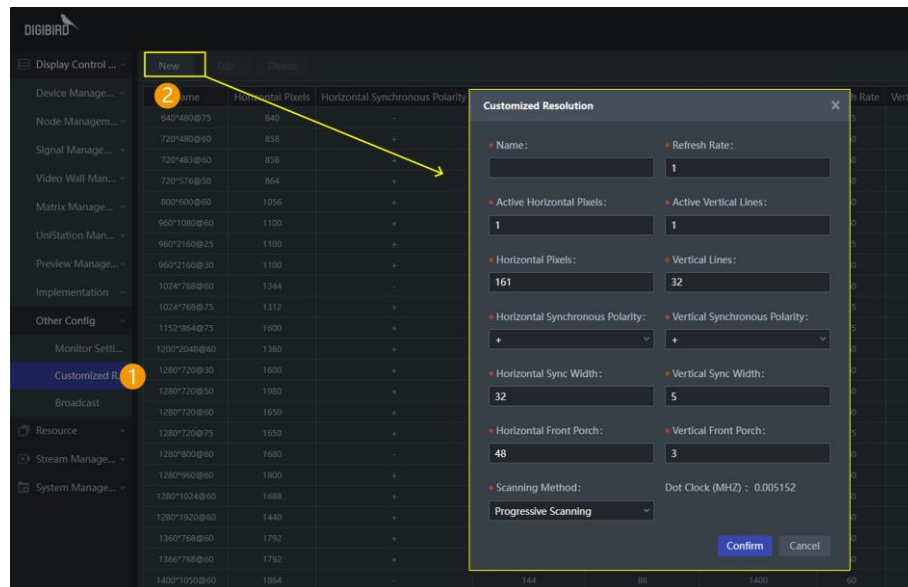 DIGIBIRD
Display Control ...
New Edit Delete
Device Manage...
2
ame Horizontal Pixels Horizontal Synchronous Polarity
h Rate Vert
Customized Resolution
640*480@75 840 -
Node Managem...
720*480@60 858
720*483@60 858
Signal Manage...
720*576@50 864 +
Video Wall Man...
800*600@60 1056 +
Matrix Manage...
960*1080@60 1100 +
UniStation Man...
960*2160@25 1100 +
Preview Manage...
960*2160@30 1100 +
Implementation
1024*768@60 1344 -
1024*768@75 1312 +
Other Config
1152*864@75 1600 +
Monitor Setti...
1200*2048@60 1360 +
Customized R
1
1280*720@30 1600 +
1280*720@50 1980 +
Broadcast
1280*720@60 1650 +
Resource
1280*720@75 1650 +
Stream Manage...
1280*800@60 1680 -
1280*960@60 1800 +
System Manage...
1280*1024@60 1688 +
1280*1920@60 1440 +
1360*768@60 1792 +
1366*768@60 1792 +
1400*1050@60 1864 - 144 88 1400 60
* Name: * Refresh Rate:
1
* Active Horizontal Pixels: * Active Vertical Lines:
1 1
* Horizontal Pixels: * Vertical Lines:
161 32
* Horizontal Synchronous Polarity: * Vertical Synchronous Polarity:
+ +
* Horizontal Sync Width: * Vertical Sync Width:
32 5
* Horizontal Front Porch: * Vertical Front Porch:
48 3
* Scanning Method: Dot Clock (MHZ) : 0.005152
Progressive Scanning
Confirm Cancel